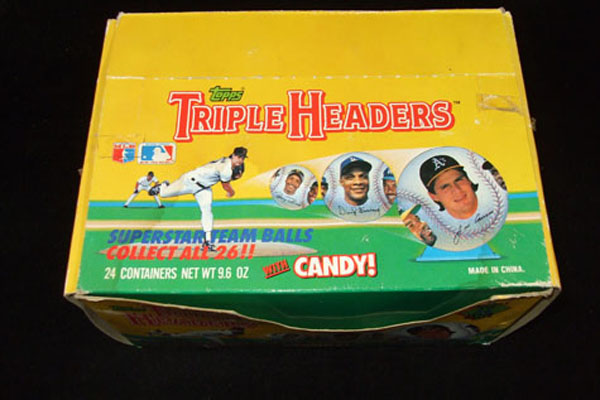 Topps
TRIPLE HEADERS™
SUPERSTAR TEAM BALLS
COLLECT ALL 26!!
24 CONTAINERS NET WT 9.6 OZ
WITH CANDY!
MADE IN CHINA.
A's